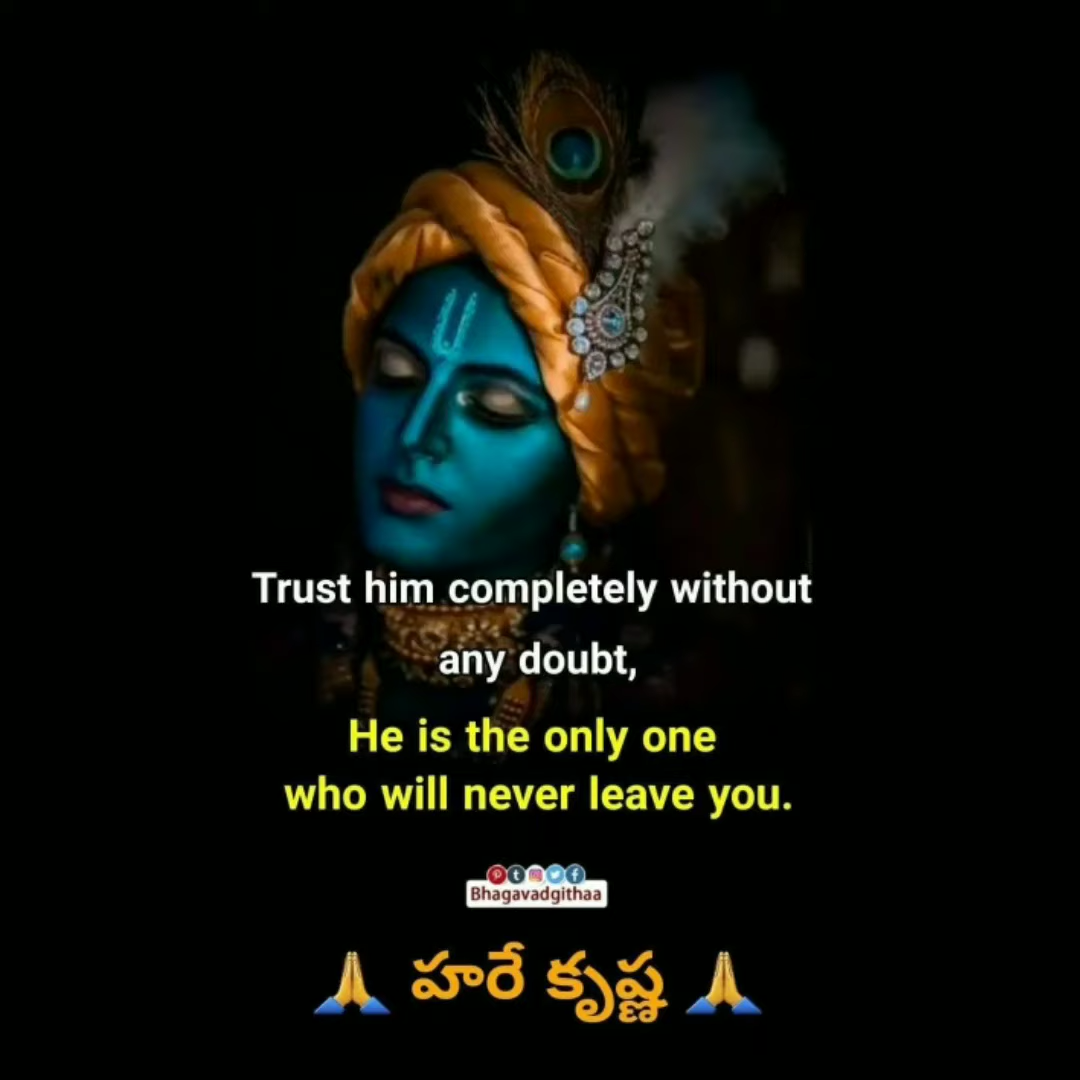 Trust him completely without
any doubt,
He is the only one
who will never leave you.
Bhagavadgithaa
🙏 హరే కృష్ణ 🙏